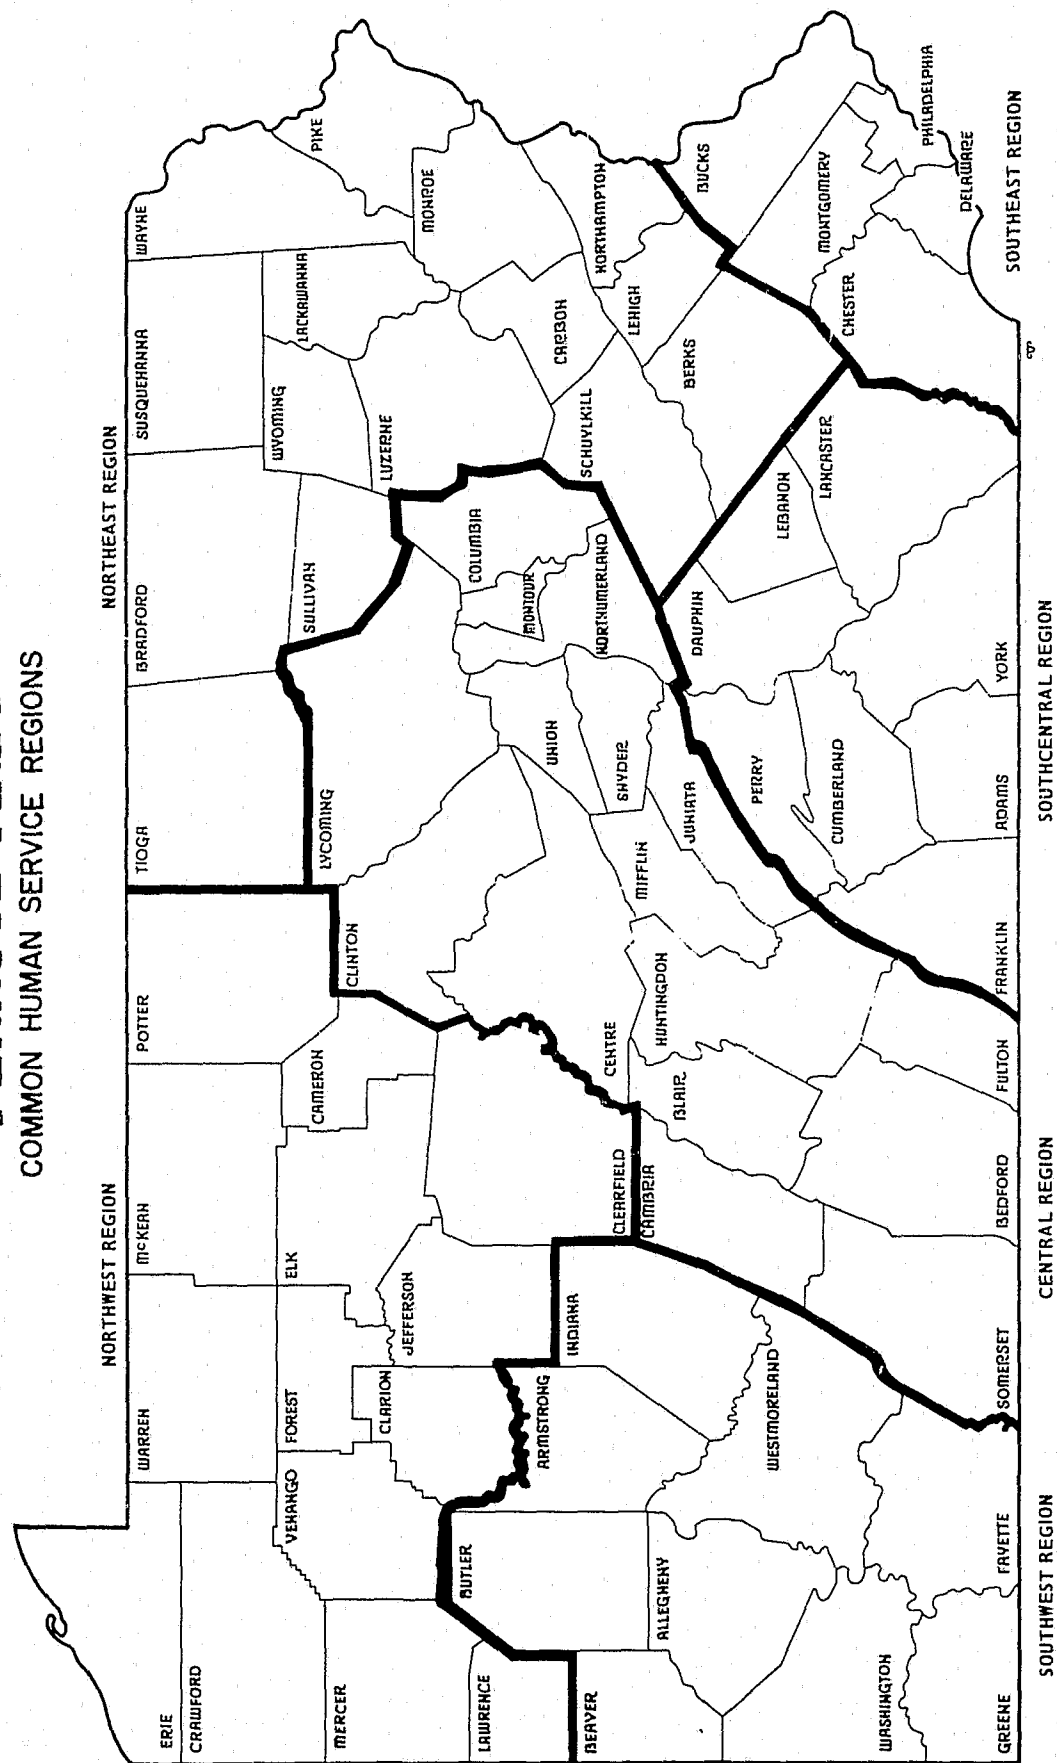 COMMON HUMAN SERVICE REGIONS
NORTHWEST REGION
NORTHEAST REGION
ERIE
CRAWFORD
WARREN
McKEAN
POTTER
TIOGA
BRADFORD
SUSQUEHANNA
WAYNE
PIKE
MERCER
VENANGO
FOREST
ELK
CAMERON
CLINTON
LYCOMING
SULLIVAN
WYOMING
LACKAWANNA
MONROE
LAWRENCE
BUTLER
CLARION
JEFFERSON
LUZERNE
COLUMBIA
MONTOUR
BEAVER
ARMSTRONG
INDIANA
CLEARFIELD
CAMBRIA
CENTRE
UNION
SNYDER
NORTHUMBERLAND
SCHUYLKILL
CARBON
LEHIGH
NORTHAMPTON
ALLEGHENY
WESTMORELAND
BLAIR
HUNTINGDON
MIFFLIN
JUNIATA
PERRY
DAUPHIN
LEBANON
BERKS
BUCKS
MONTGOMERY
PHILADELPHIA
DELAWARE
CHESTER
LANCASTER
CUMBERLAND
WASHINGTON
GREENE
FAYETTE
SOMERSET
BEDFORD
FULTON
FRANKLIN
ADAMS
YORK
SOUTHWEST REGION
CENTRAL REGION
SOUTHCENTRAL REGION
SOUTHEAST REGION